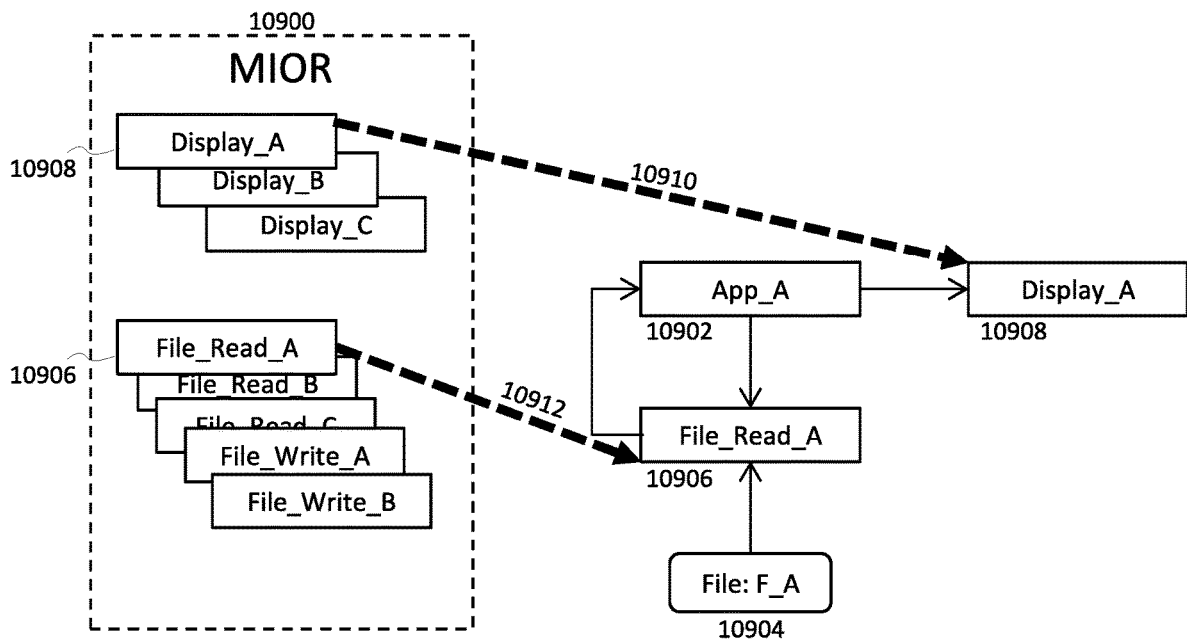 10900
MIOR
Display_A
10908
Display_B
Display_C
10910
App_A
Display_A
10902
10908
File_Read_A
10906
File_Read_B
10912
File_Read_C
File_Read_A
File_Write_A
10906
File_Write_B
File: F_A
10904